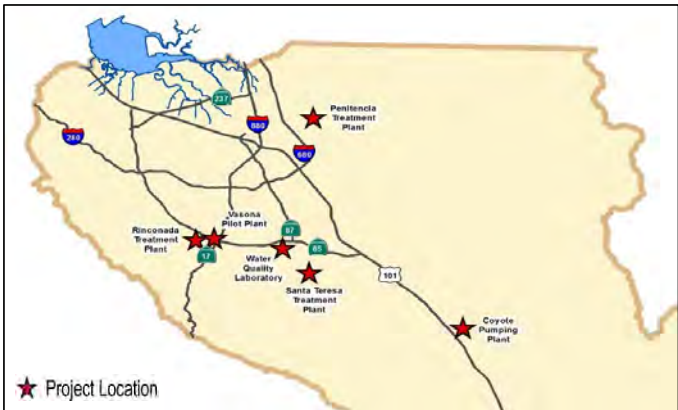 237
Penitencia
Treatment
Plant
880
280
680
Vasona
Pilot Plant
Rinconada
Treatment
Plant
87
85
17
Water
Quality
Laboratory
Santa Teresa
Treatment
Plant
101
Coyote
Pumping
Plant
Project Location